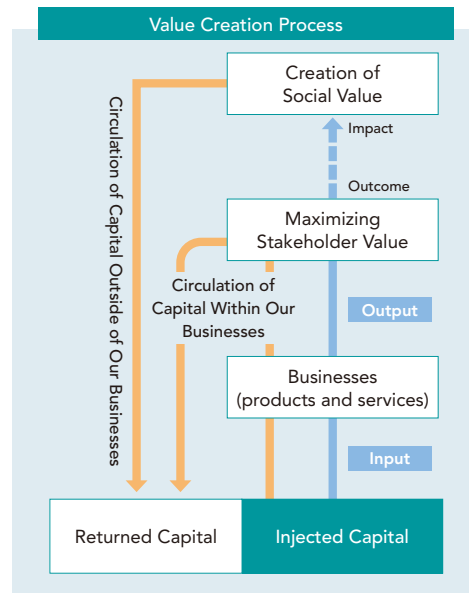 Value Creation Process
Creation of
Social Value
Impact
Outcome
Circulation of Capital Outside of Our Businesses
Maximizing
Stakeholder Value
Circulation of
Capital Within Our
Businesses
Output
Businesses
(products and services)
Input
Returned Capital
Injected Capital